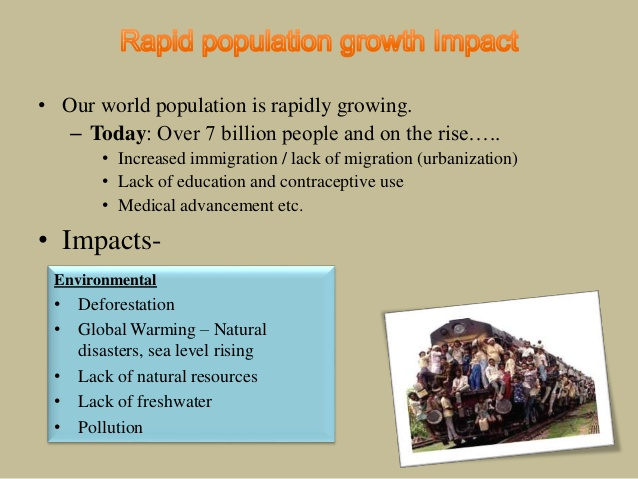 Rapid population growth Impact
• Our world population is rapidly growing.
– Today: Over 7 billion people and on the rise…..
• Increased immigration / lack of migration (urbanization)
• Lack of education and contraceptive use
• Medical advancement etc.
• Impacts-
Environmental
• Deforestation
• Global Warming – Natural
disasters, sea level rising
• Lack of natural resources
• Lack of freshwater
• Pollution